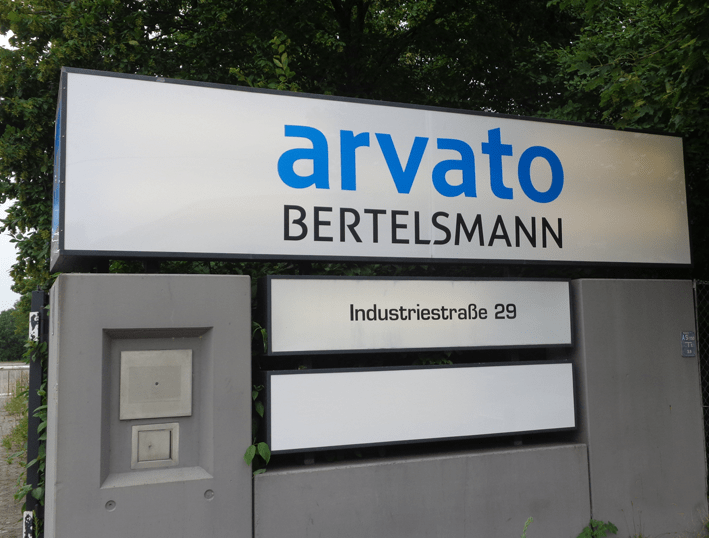 arvato
BERTELSMANN
Industriestraße 29